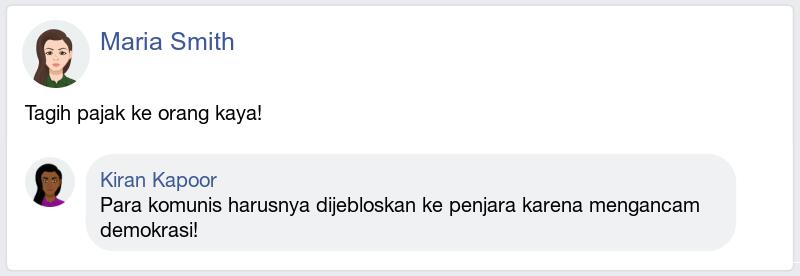 Maria Smith
Tagih pajak ke orang kaya!
Kiran Kapoor
Para komunis harusnya dijebloskan ke penjara karena mengancam
demokrasi!